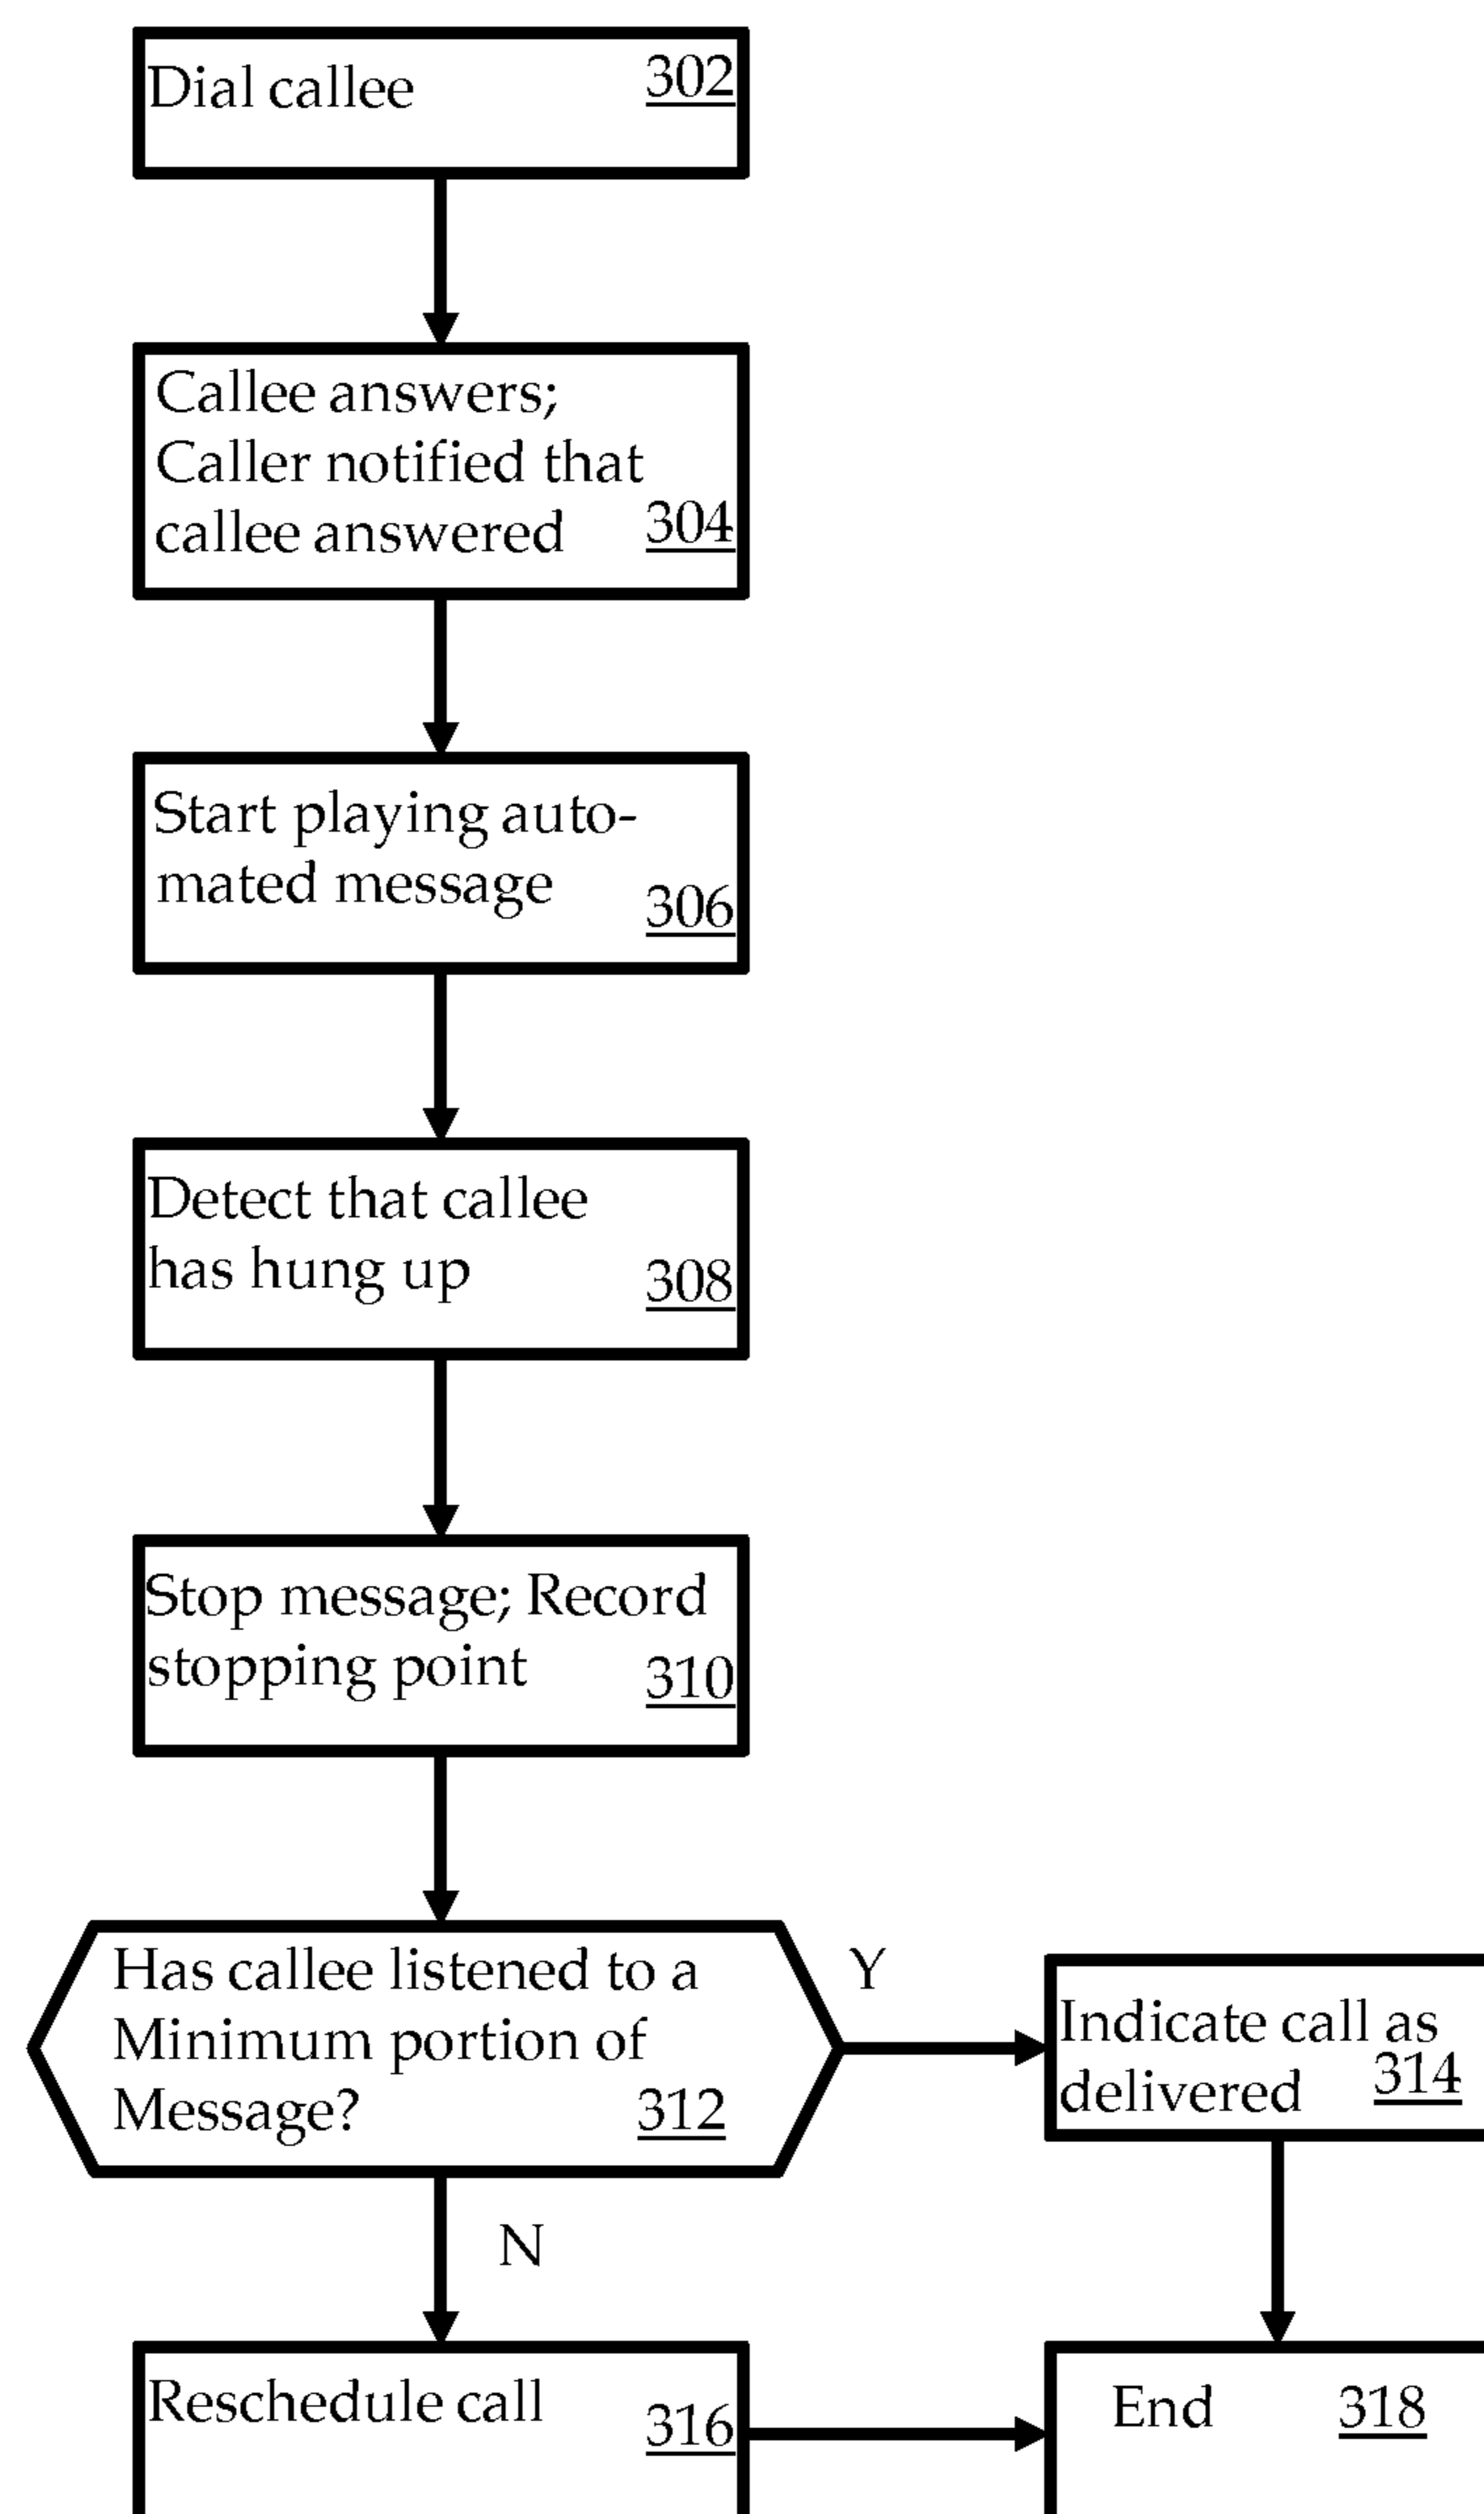 Dial callee 302
Callee answers;
Caller notified that
callee answered 304
Start playing auto-
mated message 306
Detect that callee
has hung up 308
Stop message; Record
stopping point 310
Has callee listened to a
Minimum portion of
Message? 312
Y
Indicate call as
delivered 314
N
Reschedule call 316
End 318